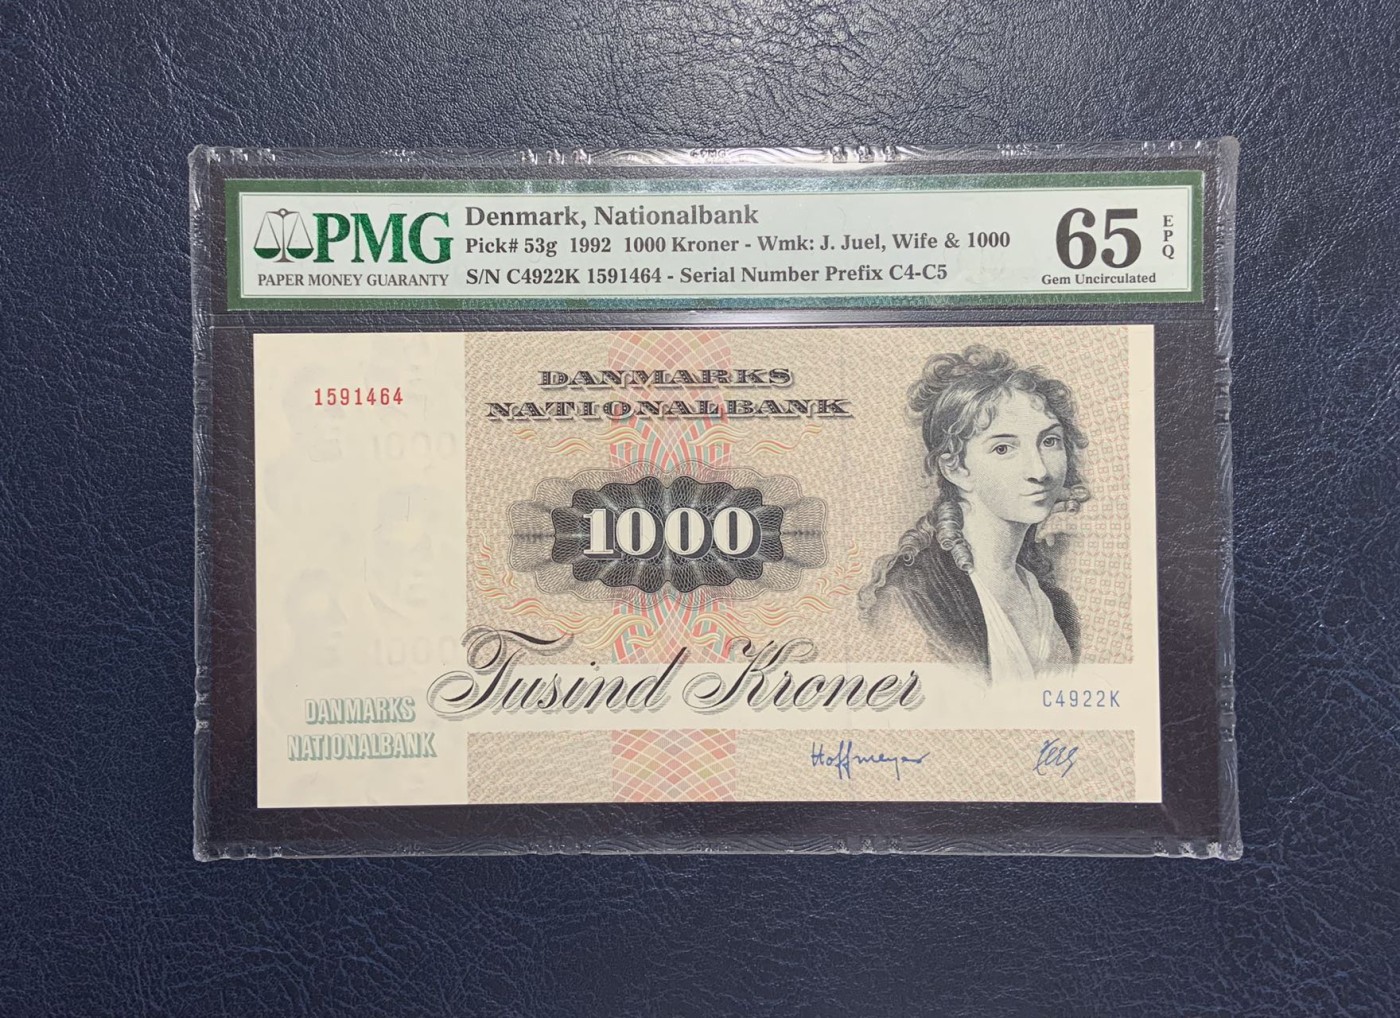 PMG
PAPER MONEY GUARANTY
Denmark, Nationalbank
Pick# 53g 1992 1000 Kroner - Wmk: J. Juel, Wife & 1000
S/N C4922K 1591464 - Serial Number Prefix C4-C5
65
EPQ
Gem Uncirculated
1591464
DANMARKS
NATIONALBANK
1000
Tusind Kroner
C4922K
DANMARKS
NATIONALBANK
Hoffmeyer